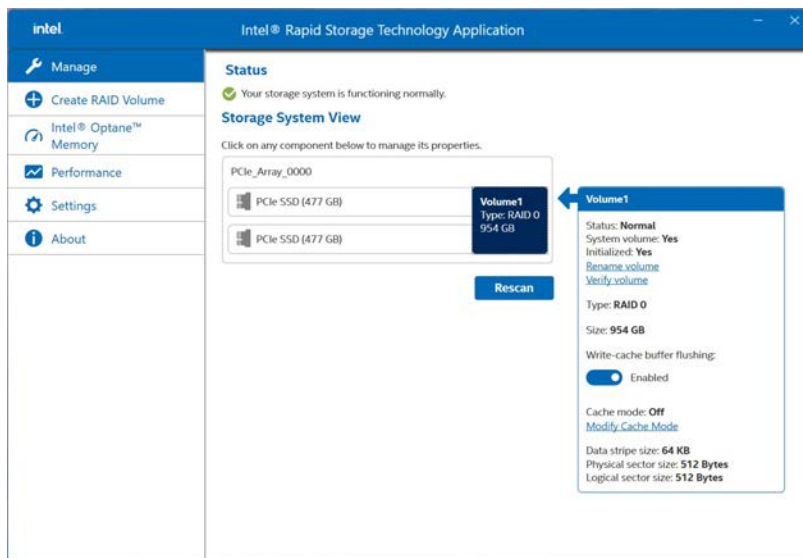 intel.
Intel® Rapid Storage Technology Application
Manage
Create RAID Volume
Intel® Optane™
Memory
Performance
Settings
About
Status
Your storage system is functioning normally.
Storage System View
Click on any component below to manage its properties.
PCIe_Array_0000
PCIe SSD (477 GB)
PCIe SSD (477 GB)
Volume1
Type: RAID 0
954 GB
Rescan
Volume1
Status: Normal
System volume: Yes
Initialized: Yes
Rename volume
Verify volume
Type: RAID 0
Size: 954 GB
Write-cache buffer flushing:
Enabled
Cache mode: Off
Modify Cache Mode
Data stripe size: 64 KB
Physical sector size: 512 Bytes
Logical sector size: 512 Bytes